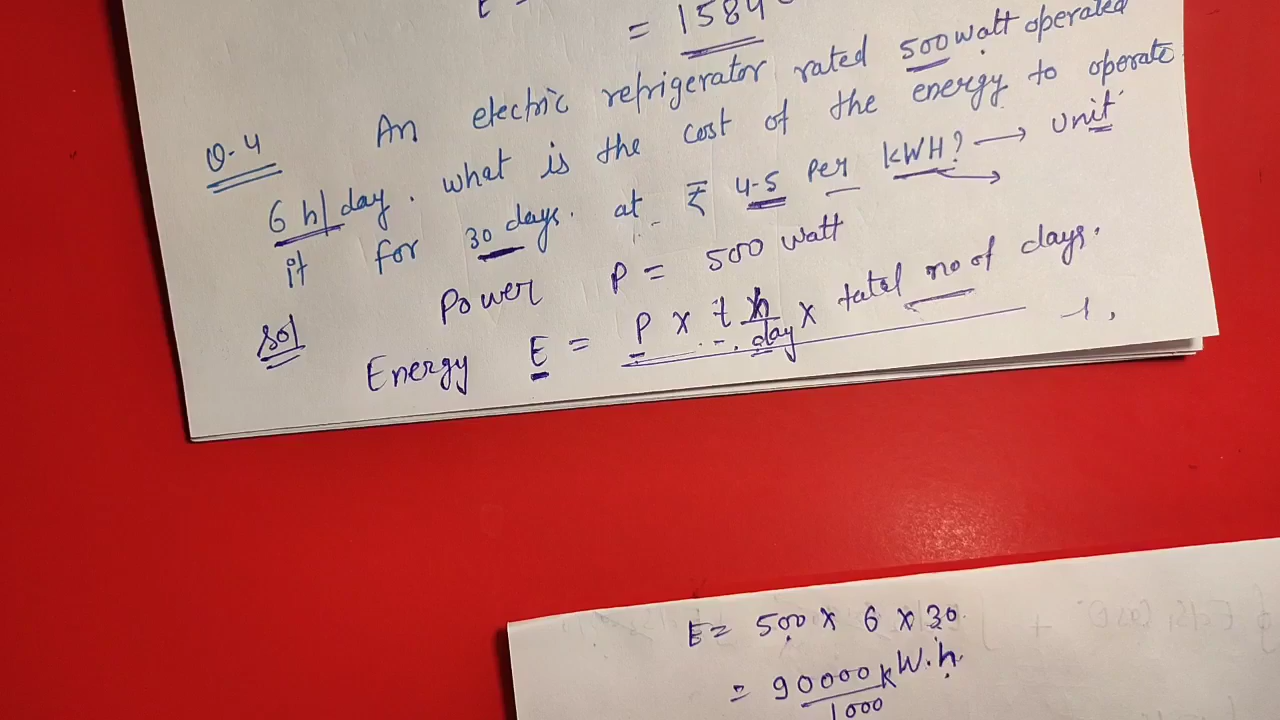 E =
= 1584
Q-4 An electric refrigerator rated 500 watt operated
6 h/day. what is the cost of the energy to operate
it for 30 days. at ₹ 4-5 per kWH? → unit
Sol Power P = 500 watt
Energy E = P x t h/day x total no of days.
E = 500 x 6 x 30
= 90000/1000 kW.h